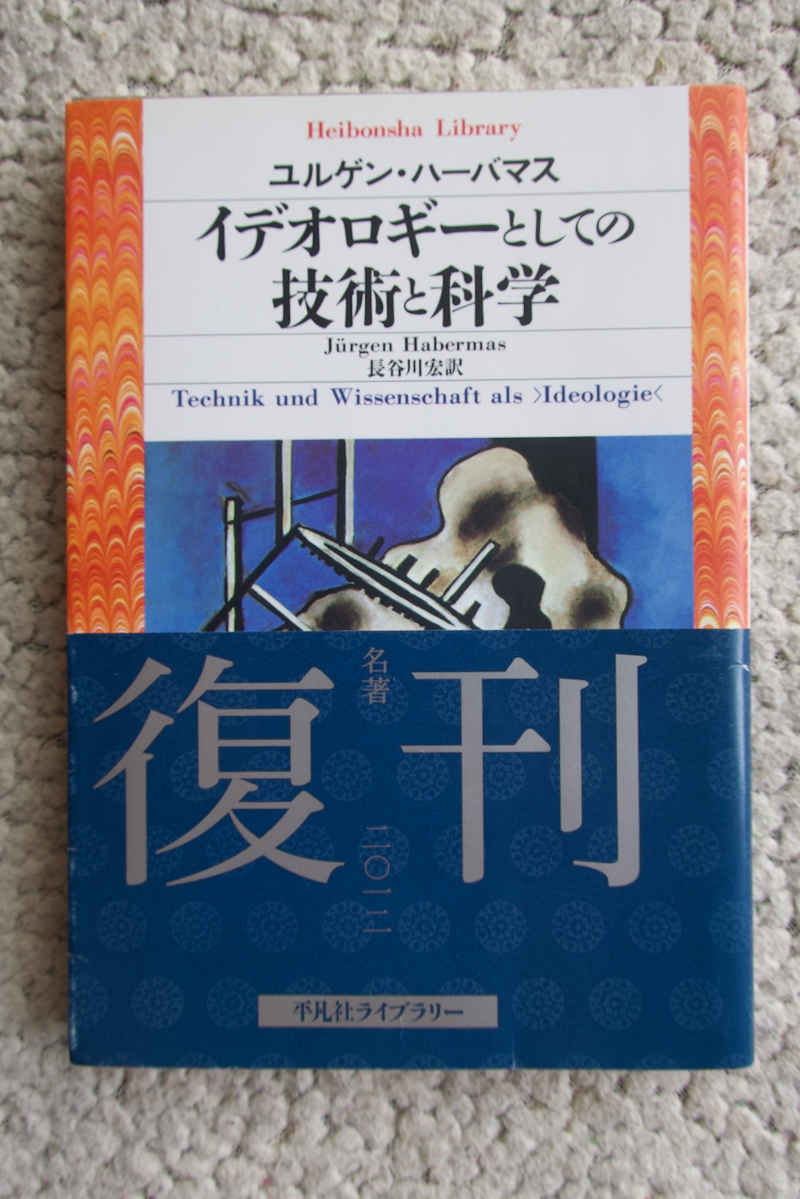 Heibonsha Library
ユルゲン・ハーバマス
イデオロギーとしての
技術と科学
Jürgen Habermas
長谷川宏訳
Technik und Wissenschaft als >Ideologie<
名著
復刊
二〇一二
平凡社ライブラリー